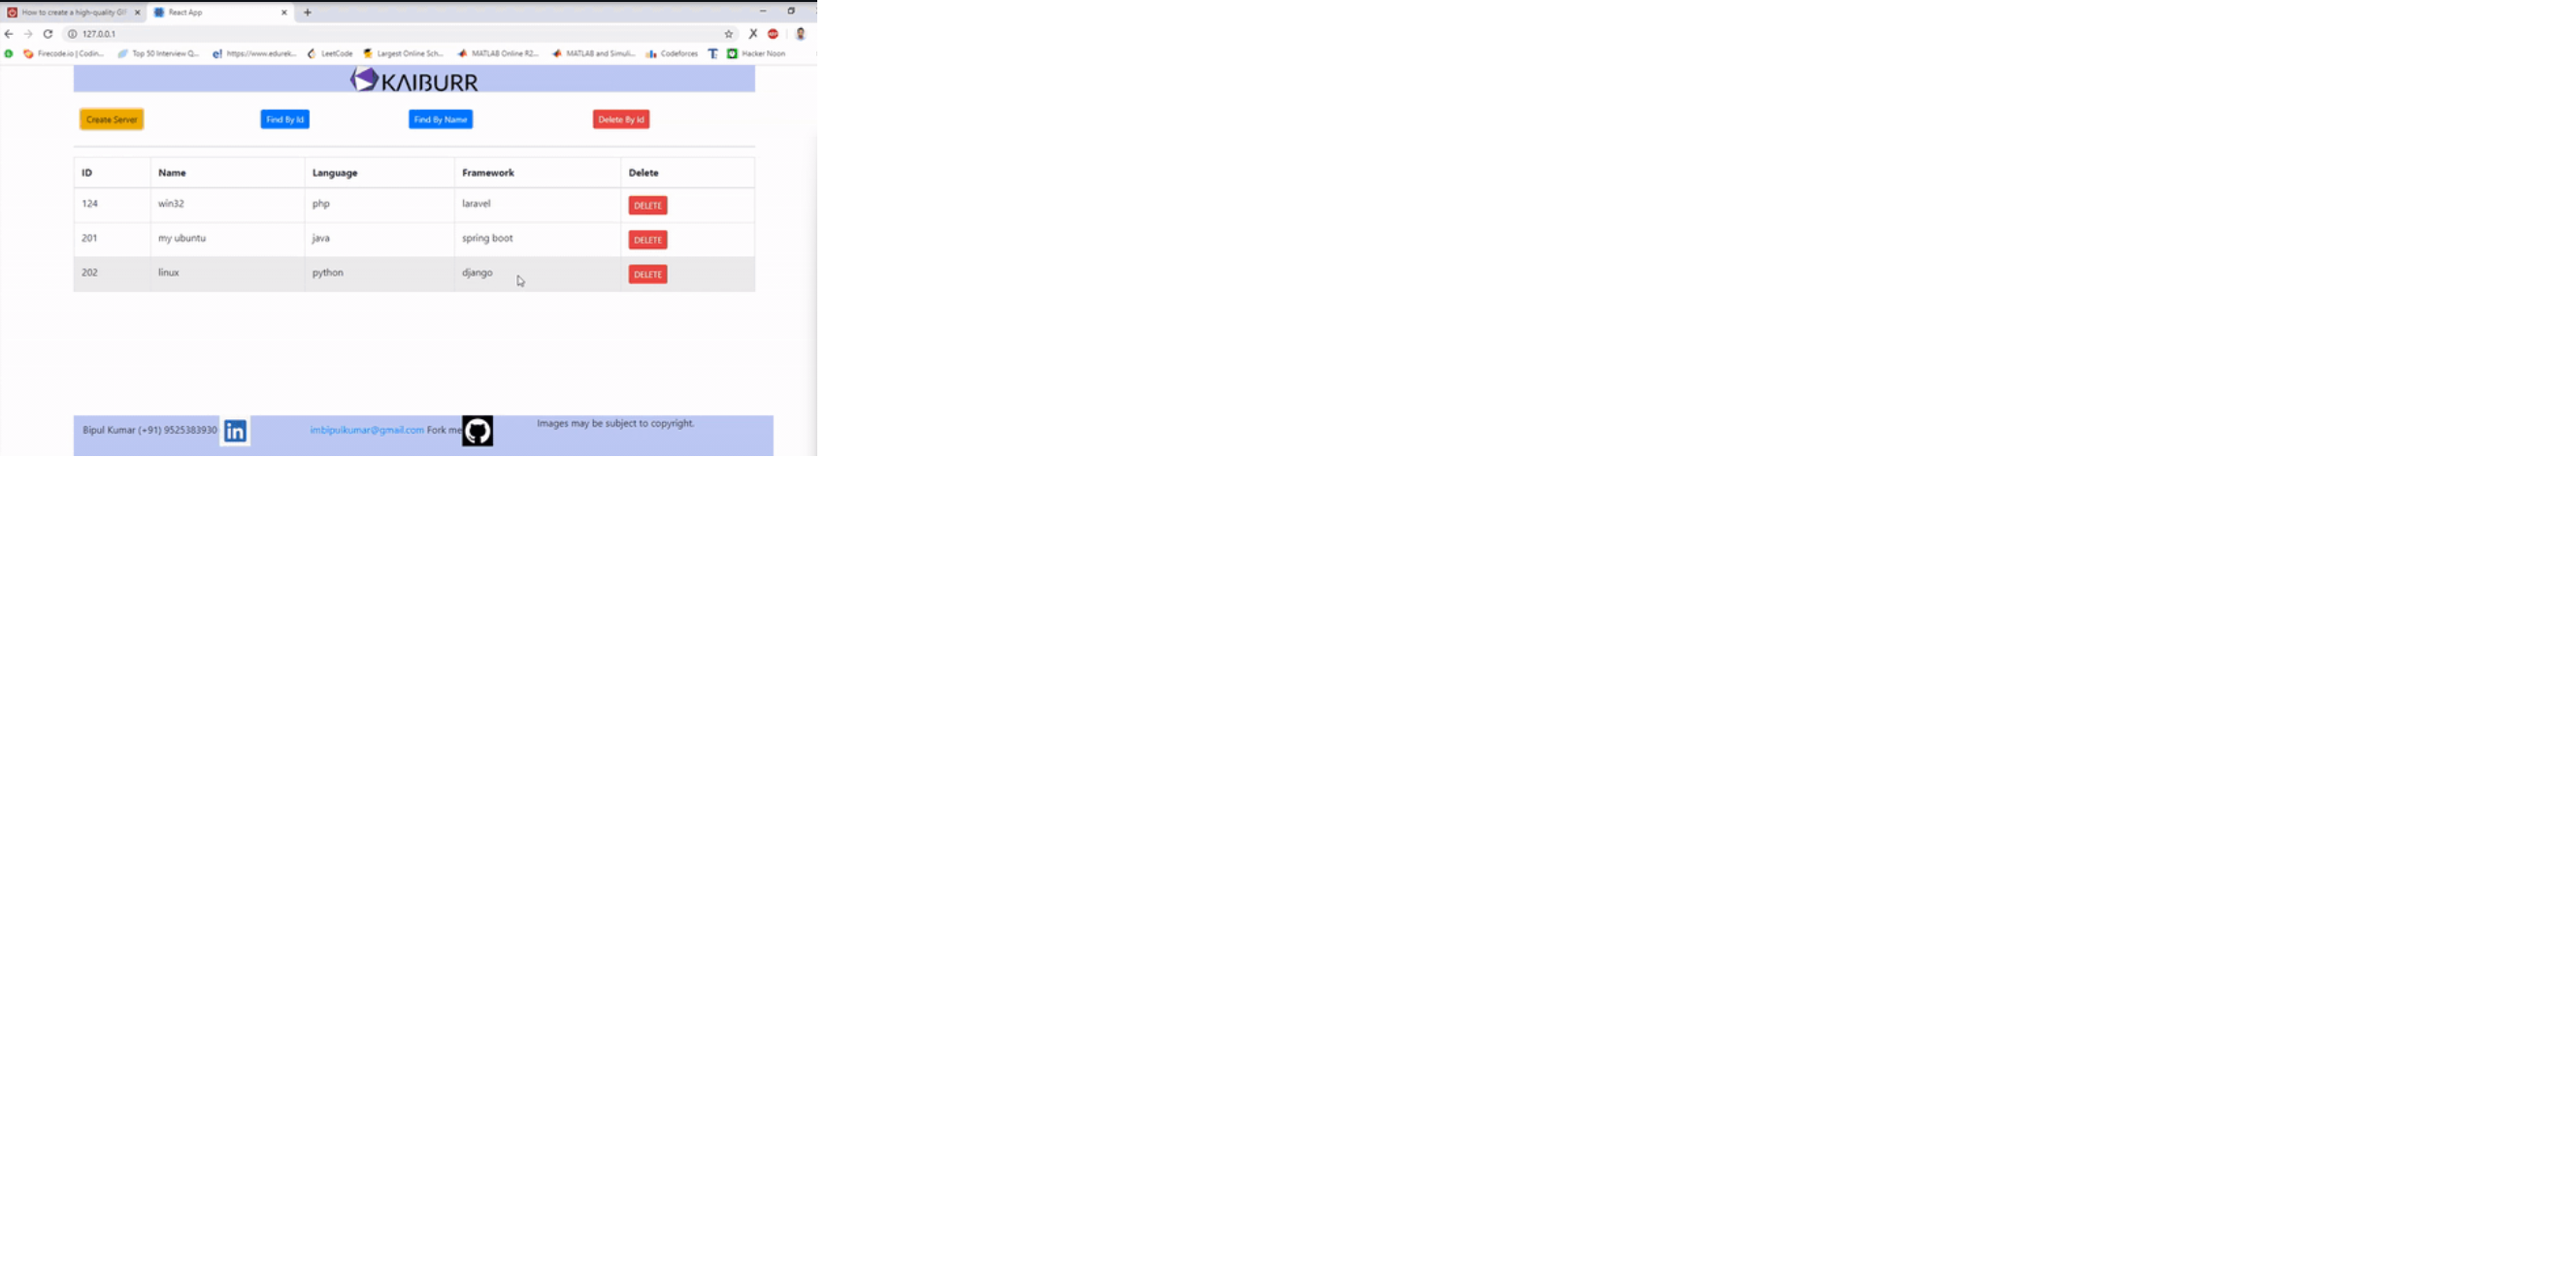 How to create a high-quality GI
React App
127.0.0.1
Firecode.io | Codin...
Top 50 Interview Q...
https://www.edurek...
LeetCode
Largest Online Sch...
MATLAB Online R2...
MATLAB and Simuli...
Codeforces
Hacker Noon
KAIBURR
Create Server
Find By Id
Find By Name
Delete By Id
ID Name Language Framework Delete
124 win32 php laravel DELETE
201 my ubuntu java spring boot DELETE
202 linux python django DELETE
Bipul Kumar (+91) 9525383930
in
imbipulkumar@gmail.com Fork me
Images may be subject to copyright.